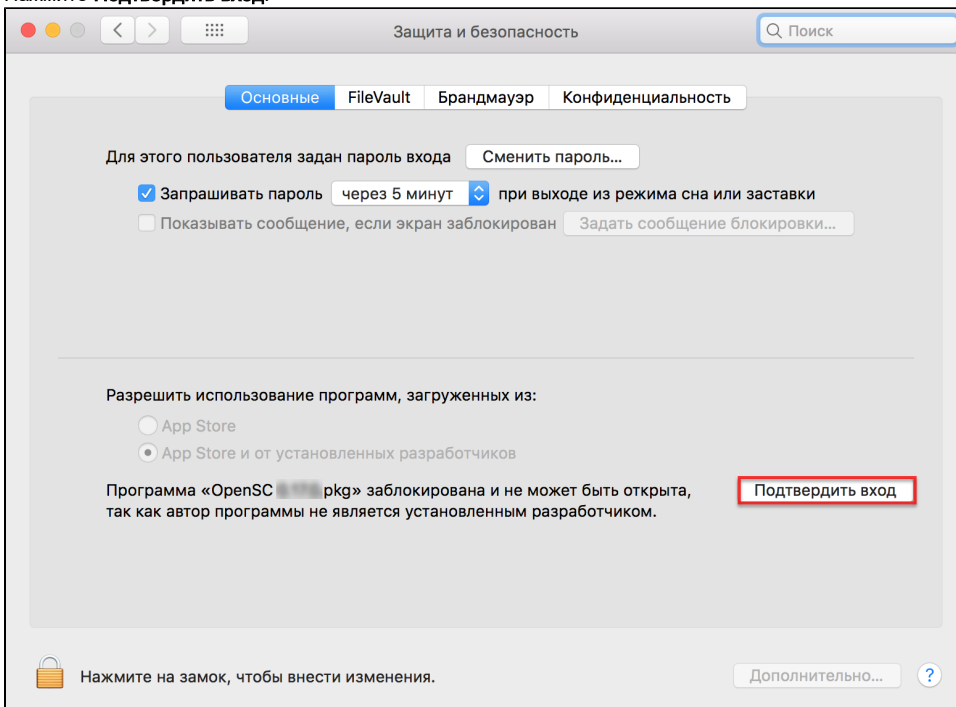 Нажмите Подтвердить вход.
Защита и безопасность
Поиск
Основные FileVault Брандмауэр Конфиденциальность
Для этого пользователя задан пароль входа Сменить пароль...
Запрашивать пароль через 5 минут при выходе из режима сна или заставки
Показывать сообщение, если экран заблокирован Задать сообщение блокировки...
Разрешить использование программ, загруженных из:
App Store
App Store и от установленных разработчиков
Программа «OpenSC pkg» заблокирована и не может быть открыта,
так как автор программы не является установленным разработчиком.
Подтвердить вход
Нажмите на замок, чтобы внести изменения.
Дополнительно... ?